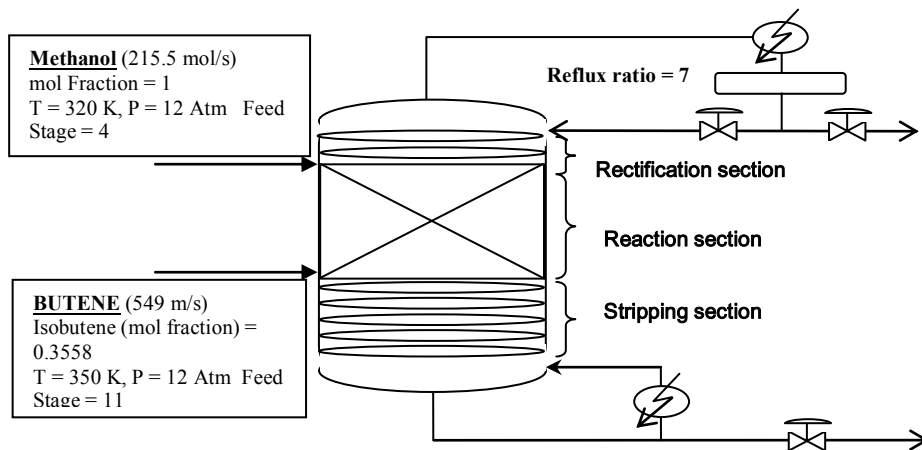 Methanol (215.5 mol/s)
mol Fraction = 1
T = 320 K, P = 12 Atm Feed
Stage = 4
Reflux ratio = 7
Rectification section
Reaction section
BUTENE (549 m/s)
Isobutene (mol fraction) =
0.3558
T = 350 K, P = 12 Atm Feed
Stage = 11
Stripping section